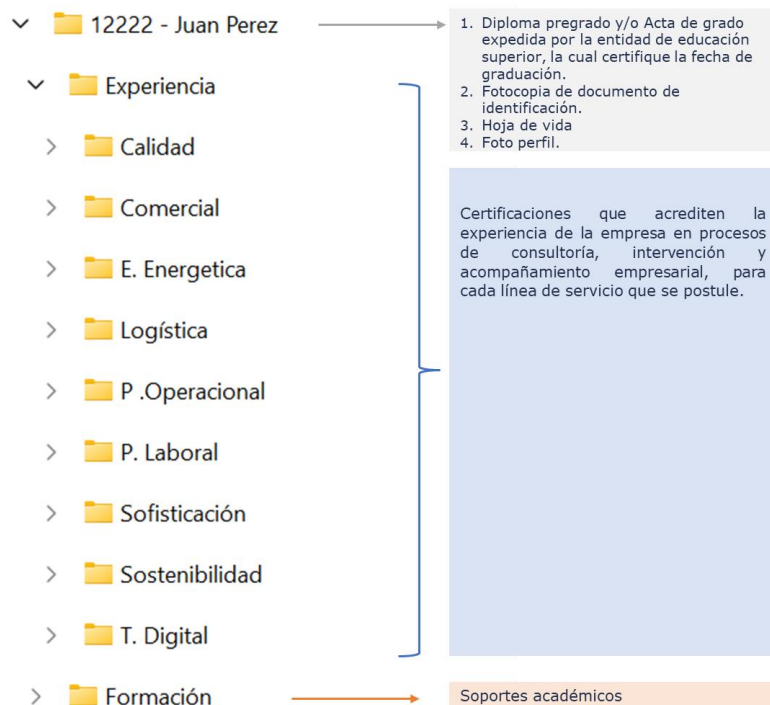 12222 - Juan Perez
1. Diploma pregrado y/o Acta de grado
expedida por la entidad de educación
superior, la cual certifique la fecha de
graduación.
2. Fotocopia de documento de
identificación.
3. Hoja de vida
4. Foto perfil.
Experiencia
Calidad
Comercial
E. Energetica
Logística
P .Operacional
P. Laboral
Sofisticación
Sostenibilidad
T. Digital
Certificaciones que acrediten la
experiencia de la empresa en procesos
de consultoría, intervención y
acompañamiento empresarial, para
cada línea de servicio que se postule.
Formación
Soportes académicos